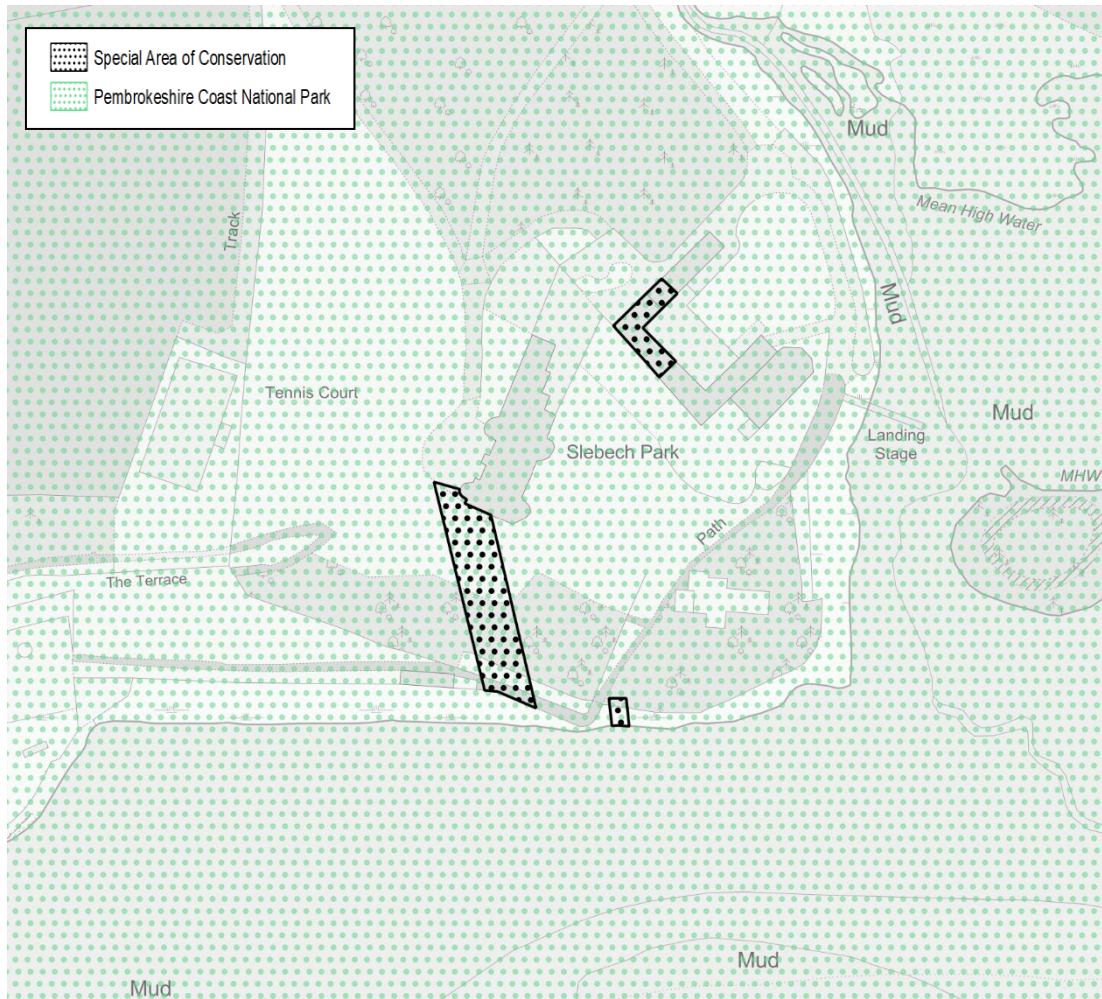 Special Area of Conservation
Pembrokeshire Coast National Park
Mud
Mean High Water
Track
Mud
Tennis Court
Mud
Landing
Stage
Slebech Park
MHW
Path
The Terrace
Mud
Mud